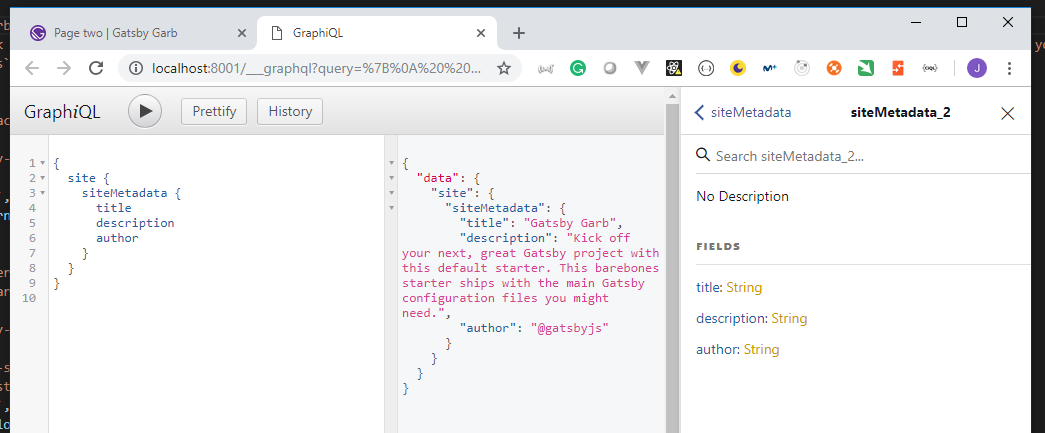 Page two | Gatsby Garb
GraphiQL
localhost:8001/___graphql?query=%7B%0A%20%20...
J
GraphiQL
Prettify
History
1 {
2 site {
3 siteMetadata {
4 title
5 description
6 author
7 }
8 }
9 }
10
{
"data": {
"site": {
"siteMetadata": {
"title": "Gatsby Garb",
"description": "Kick off
your next, great Gatsby project with
this default starter. This barebones
starter ships with the main Gatsby
configuration files you might
need.",
"author": "@gatsbyjs"
}
}
}
}
siteMetadata
siteMetadata_2
Search siteMetadata_2...
No Description
FIELDS
title: String
description: String
author: String